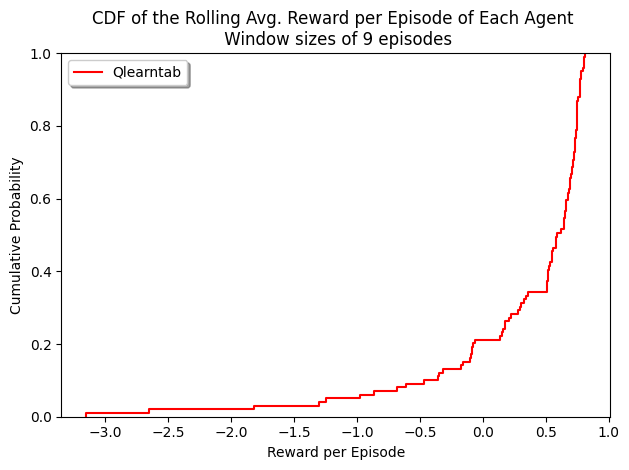 CDF of the Rolling Avg. Reward per Episode of Each Agent
Window sizes of 9 episodes
Qlearntab
1.0
0.8
0.6
0.4
0.2
0.0
Cumulative Probability
−3.0 −2.5 −2.0 −1.5 −1.0 −0.5 0.0 0.5 1.0
Reward per Episode